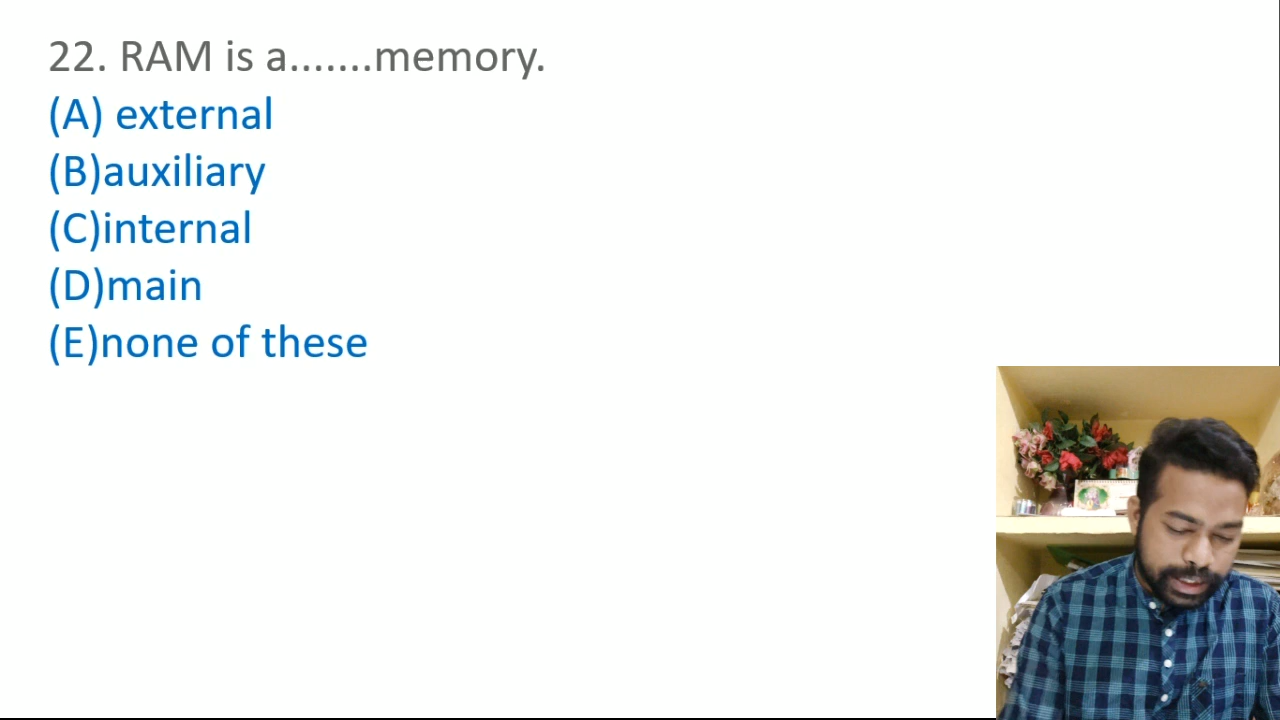 22. RAM is a.......memory.
(A) external
(B)auxiliary
(C)internal
(D)main
(E)none of these